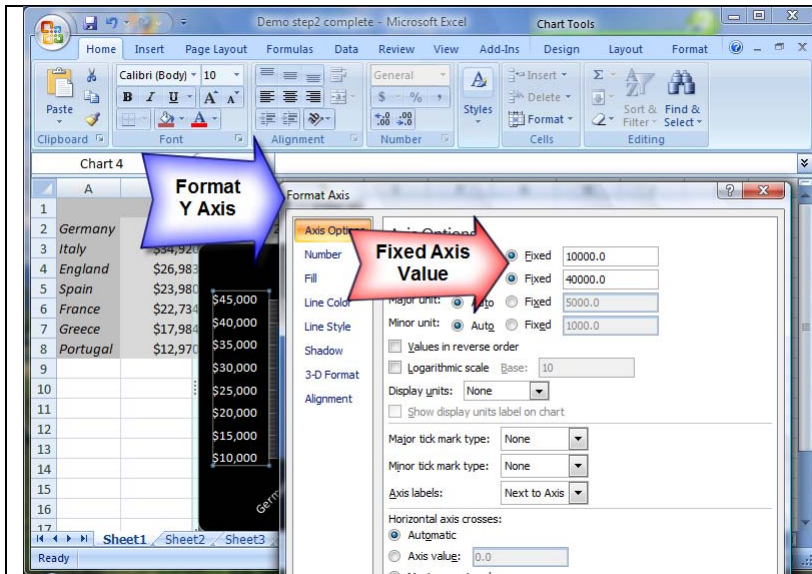 Demo step2 complete - Microsoft Excel
Chart Tools
Home Insert Page Layout Formulas Data Review View Add-Ins Design Layout Format
Paste
Calibri (Body) 10
General
Styles
Insert
Delete
Format
Sort & Filter
Find & Select
Clipboard Font Alignment Number Cells Editing
Chart 4
A
1
2 Germany
3 Italy $34,920
4 England $26,983
5 Spain $23,980
6 France $22,734
7 Greece $17,984
8 Portugal $12,970
9
10
11
12
13
14
15
16
17
Format
Y Axis
Format Axis
Axis Options
Number
Fill
Line Color
Line Style
Shadow
3-D Format
Alignment
Axis Options
Fixed Axis
Value
Fixed 10000.0
Fixed 40000.0
Major unit: Auto Fixed 5000.0
Minor unit: Auto Fixed 1000.0
Values in reverse order
Logarithmic scale Base: 10
Display units: None
Show display units label on chart
Major tick mark type: None
Minor tick mark type: None
Axis labels: Next to Axis
Horizontal axis crosses:
Automatic
Axis value: 0.0
$45,000
$40,000
$35,000
$30,000
$25,000
$20,000
$15,000
$10,000
Sheet1 Sheet2 Sheet3
Ready